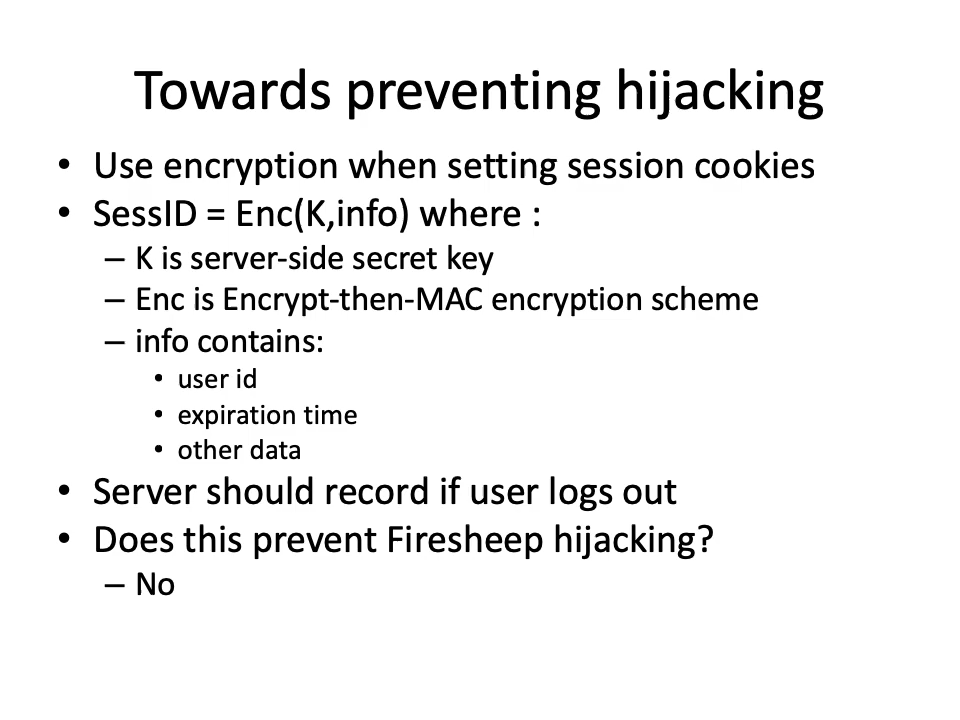 Towards preventing hijacking
• Use encryption when setting session cookies
• SessID = Enc(K,info) where :
– K is server-side secret key
– Enc is Encrypt-then-MAC encryption scheme
– info contains:
• user id
• expiration time
• other data
• Server should record if user logs out
• Does this prevent Firesheep hijacking?
– No